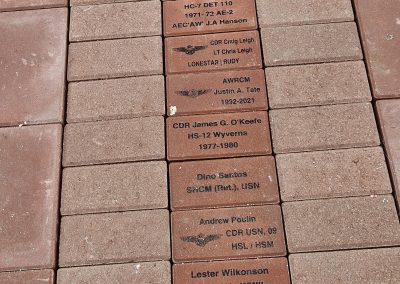 HC-7 DET 110
1971-72 AE-2
AEC'AW' J.A Hanson
CDR Craig Leigh
LT Chris Leigh
LONESTAR | RUDY
AWRCM
Justin A. Tate
1932-2021
CDR James G. O'Keefe
HS-12 Wyverns
1977-1980
Dino Santos
SHCM (Ret.), USN
Andrew Poulin
CDR USN, 09
HSL / HSM
Lester Wilkonson